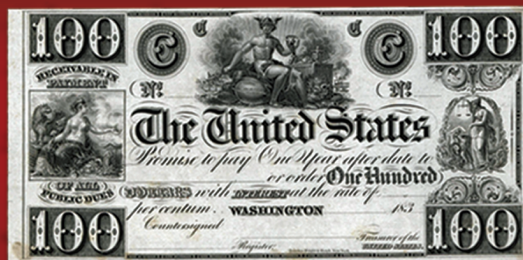 100 C C C C 100
RECEIVABLE IN
PAYMENT
No. No.
The United States
Promise to pay One Year after date to
or order One Hundred
OF ALL
PUBLIC DUES
DOLLARS with INTEREST at the rate of
per centum. WASHINGTON 183
Countersigned
100 100
Register. Treasurer of the
UNITED STATES.